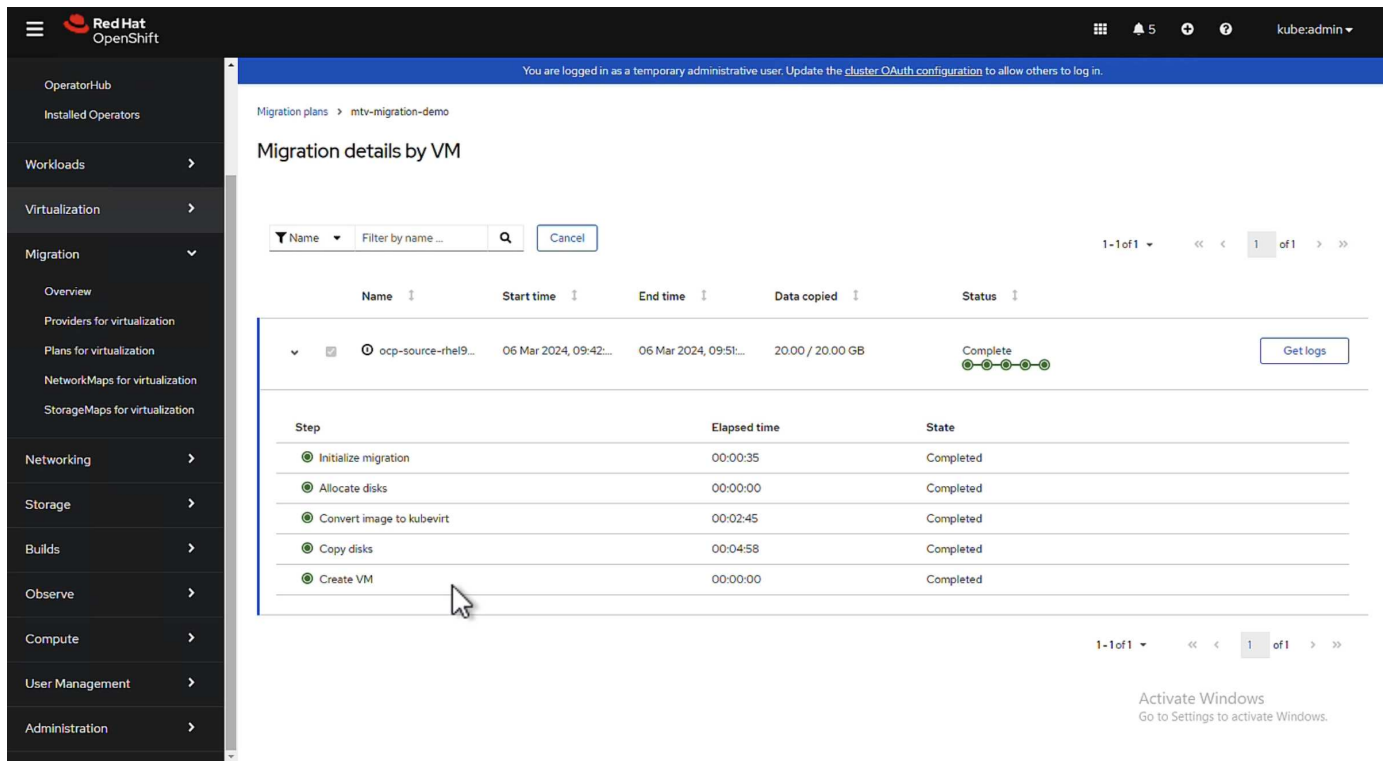 Red Hat
OpenShift
5
kube:admin
You are logged in as a temporary administrative user. Update the cluster OAuth configuration to allow others to log in.
OperatorHub
Installed Operators
Workloads
Virtualization
Migration
Overview
Providers for virtualization
Plans for virtualization
NetworkMaps for virtualization
StorageMaps for virtualization
Networking
Storage
Builds
Observe
Compute
User Management
Administration
Migration plans > mtv-migration-demo
Migration details by VM
Name Filter by name ... Cancel
1-1 of 1 1 of 1
Name Start time End time Data copied Status
ocp-source-rhel9... 06 Mar 2024, 09:42:... 06 Mar 2024, 09:51:... 20.00 / 20.00 GB Complete Get logs
Step Elapsed time State
Initialize migration 00:00:35 Completed
Allocate disks 00:00:00 Completed
Convert image to kubevirt 00:02:45 Completed
Copy disks 00:04:58 Completed
Create VM 00:00:00 Completed
1-1 of 1 1 of 1
Activate Windows
Go to Settings to activate Windows.